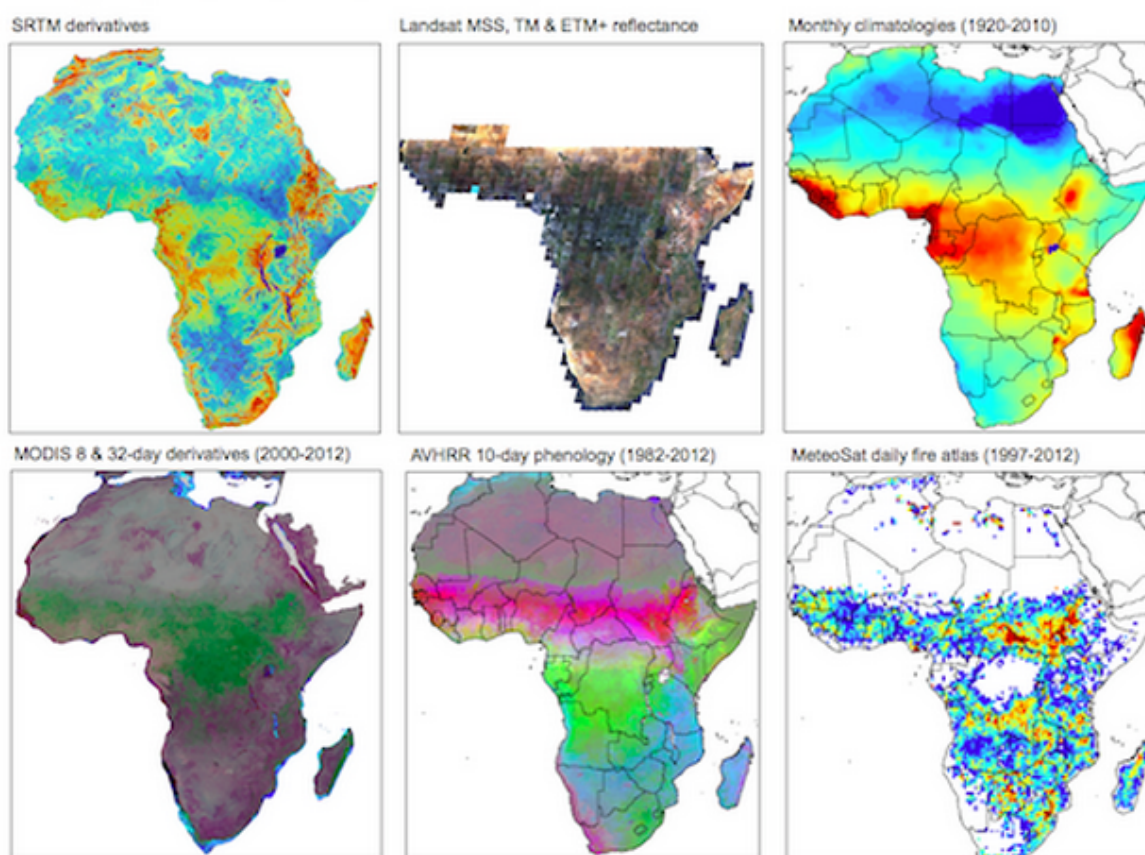 SRTM derivatives
Landsat MSS, TM & ETM+ reflectance
Monthly climatologies (1920-2010)
MODIS 8 & 32-day derivatives (2000-2012)
AVHRR 10-day phenology (1982-2012)
MeteoSat daily fire atlas (1997-2012)